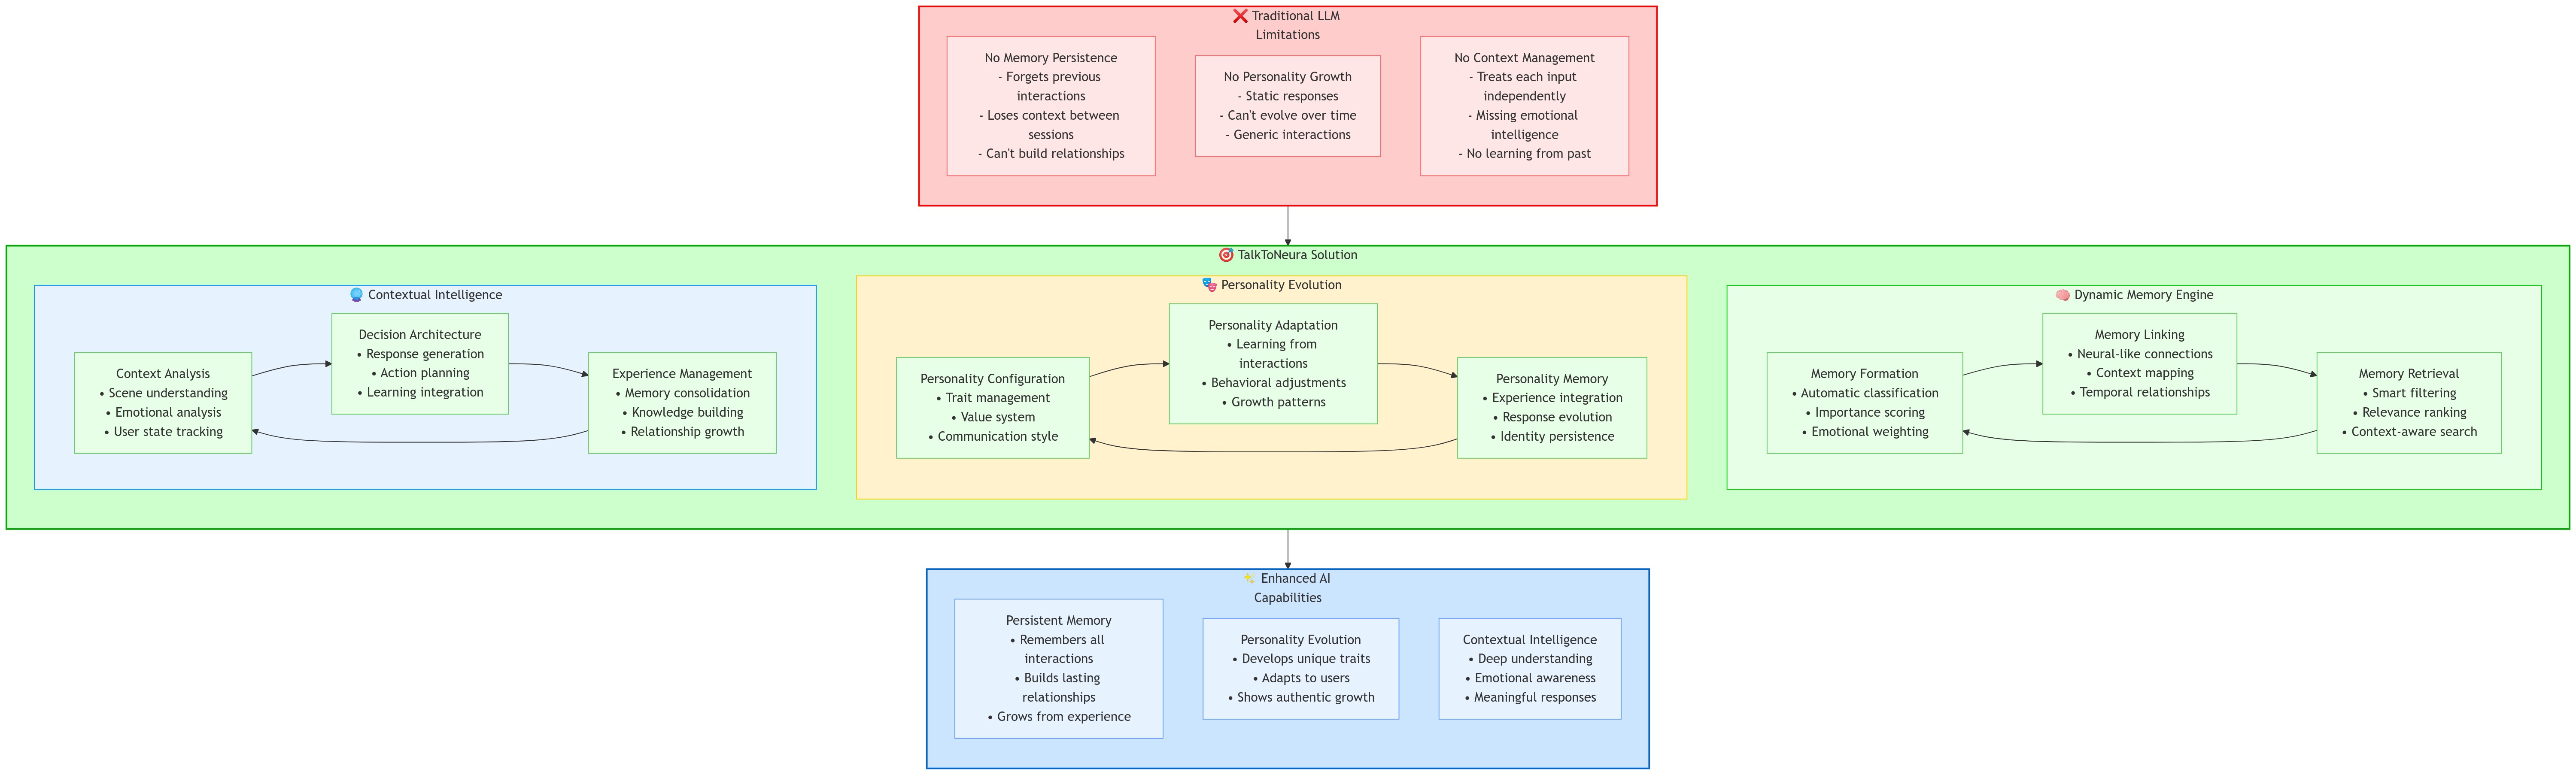 ❌ Traditional LLM
Limitations
No Memory Persistence
- Forgets previous
interactions
- Loses context between
sessions
- Can't build relationships
No Personality Growth
- Static responses
- Can't evolve over time
- Generic interactions
No Context Management
- Treats each input
independently
- Missing emotional
intelligence
- No learning from past
🎯 TalkToNeura Solution
🔮 Contextual Intelligence
Context Analysis
• Scene understanding
• Emotional analysis
• User state tracking
Decision Architecture
• Response generation
• Action planning
• Learning integration
Experience Management
• Memory consolidation
• Knowledge building
• Relationship growth
🎭 Personality Evolution
Personality Configuration
• Trait management
• Value system
• Communication style
Personality Adaptation
• Learning from
interactions
• Behavioral adjustments
• Growth patterns
Personality Memory
• Experience integration
• Response evolution
• Identity persistence
🧠 Dynamic Memory Engine
Memory Formation
• Automatic classification
• Importance scoring
• Emotional weighting
Memory Linking
• Neural-like connections
• Context mapping
• Temporal relationships
Memory Retrieval
• Smart filtering
• Relevance ranking
• Context-aware search
✨ Enhanced AI
Capabilities
Persistent Memory
• Remembers all
interactions
• Builds lasting
relationships
• Grows from experience
Personality Evolution
• Develops unique traits
• Adapts to users
• Shows authentic growth
Contextual Intelligence
• Deep understanding
• Emotional awareness
• Meaningful responses